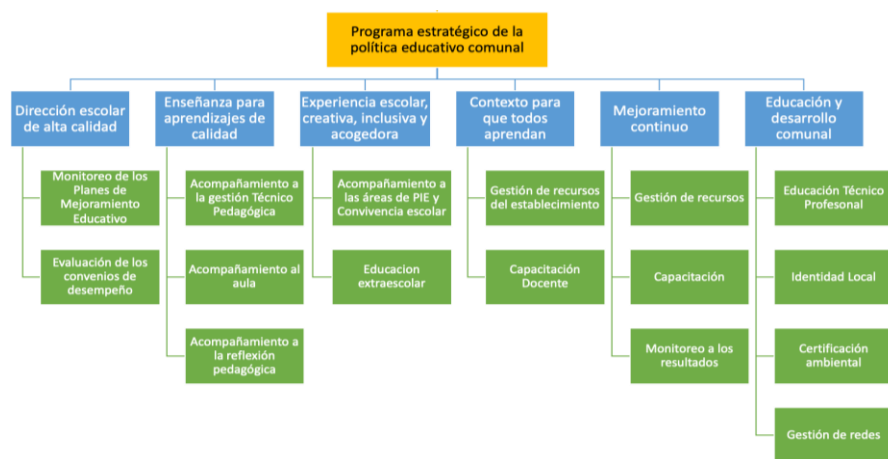 Programa estratégico de la
política educativo comunal
Dirección escolar
de alta calidad
Enseñanza para
aprendizajes de
calidad
Experiencia escolar,
creativa, inclusiva y
acogedora
Contexto para
que todos
aprendan
Mejoramiento
continuo
Educación y
desarrollo
comunal
Monitoreo de los
Planes de
Mejoramiento
Educativo
Evaluación de los
convenios de
desempeño
Acompañamiento a
la gestión Técnico
Pedagógica
Acompañamiento al
aula
Acompañamiento a
la reflexión
pedagógica
Acompañamiento a
las áreas de PIE y
Convivencia escolar
Educacion
extraescolar
Gestión de recursos
del establecimiento
Capacitación
Docente
Gestión de recursos
Capacitación
Monitoreo a los
resultados
Educación Técnico
Profesonal
Identidad Local
Certificación
ambiental
Gestión de redes